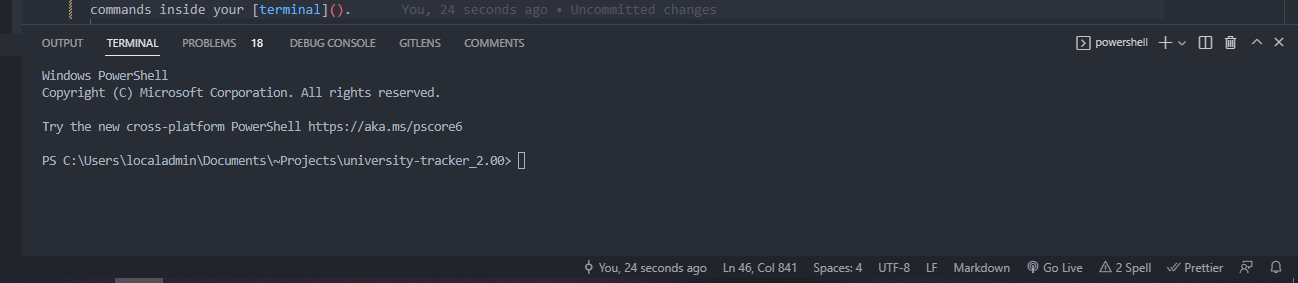 commands inside your [terminal](). You, 24 seconds ago • Uncommitted changes
OUTPUT TERMINAL PROBLEMS 18 DEBUG CONSOLE GITLENS COMMENTS powershell
Windows PowerShell
Copyright (C) Microsoft Corporation. All rights reserved.
Try the new cross-platform PowerShell https://aka.ms/pscore6
PS C:\Users\localadmin\Documents\~Projects\university-tracker_2.00>
You, 24 seconds ago Ln 46, Col 841 Spaces: 4 UTF-8 LF Markdown Go Live 2 Spell Prettier